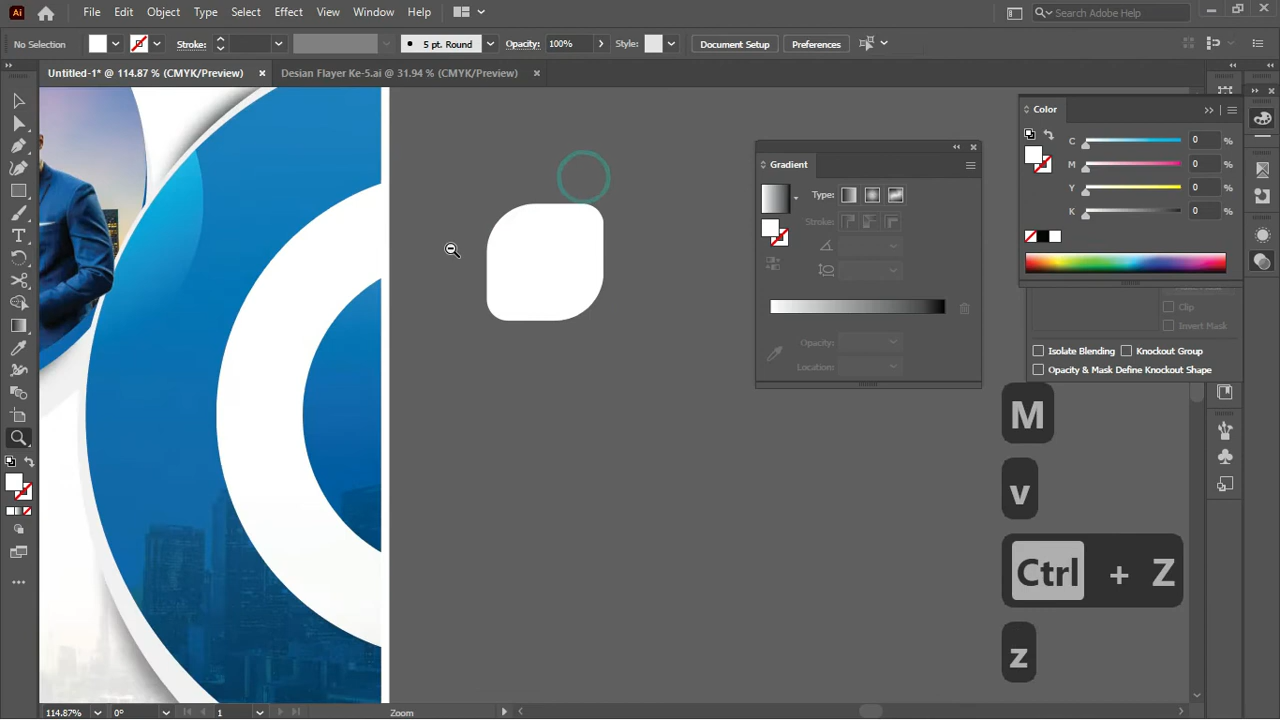 Ai File Edit Object Type Select Effect View Window Help Search Adobe Help
No Selection Stroke: 5 pt. Round Opacity: 100% Style: Document Setup Preferences
Untitled-1* @ 114.87 % (CMYK/Preview) × Desian Flayer Ke-5.ai @ 31.94 % (CMYK/Preview) ×
Color
C 0 %
M 0 %
Y 0 %
K 0 %
Gradient
Type:
Stroke:
Opacity:
Location:
Clip
Invert Mask
Isolate Blending Knockout Group
Opacity & Mask Define Knockout Shape
M
v
Ctrl + Z
z
114.87% 0° 1 Zoom